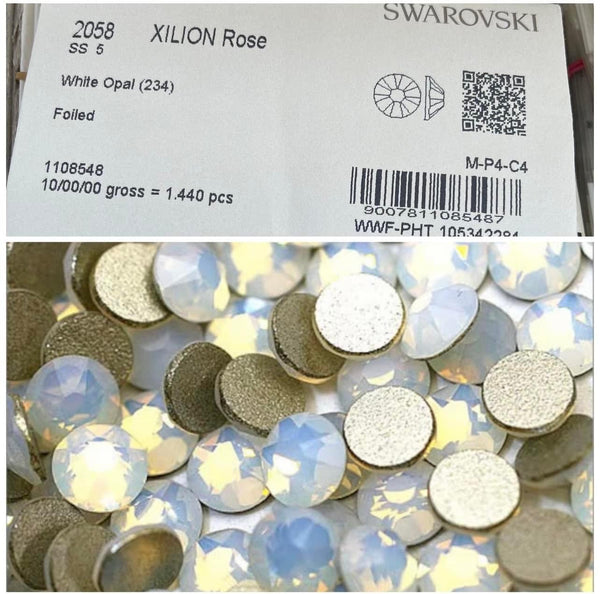 SWAROVSKI
2058 XILION Rose
SS 5
White Opal (234)
Foiled
M-P4-C4
1108548
10/00/00 gross = 1.440 pcs
9007811085487
WWF-PHT 105342284